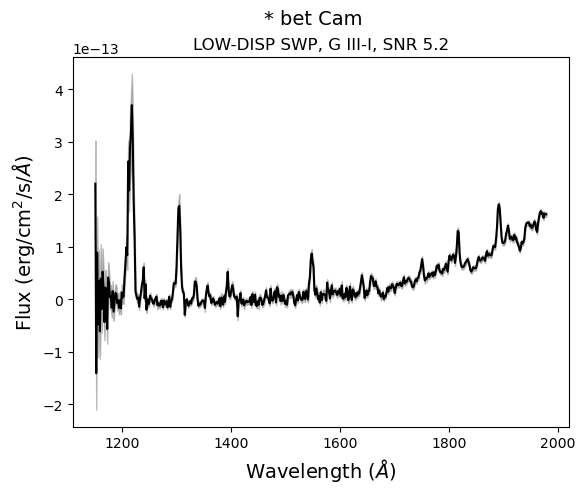 * bet Cam
LOW-DISP SWP, G III-I, SNR 5.2
1e−13
4
3
2
1
0
−1
−2
Flux (erg/cm²/s/Å)
1200 1400 1600 1800 2000
Wavelength (Å)